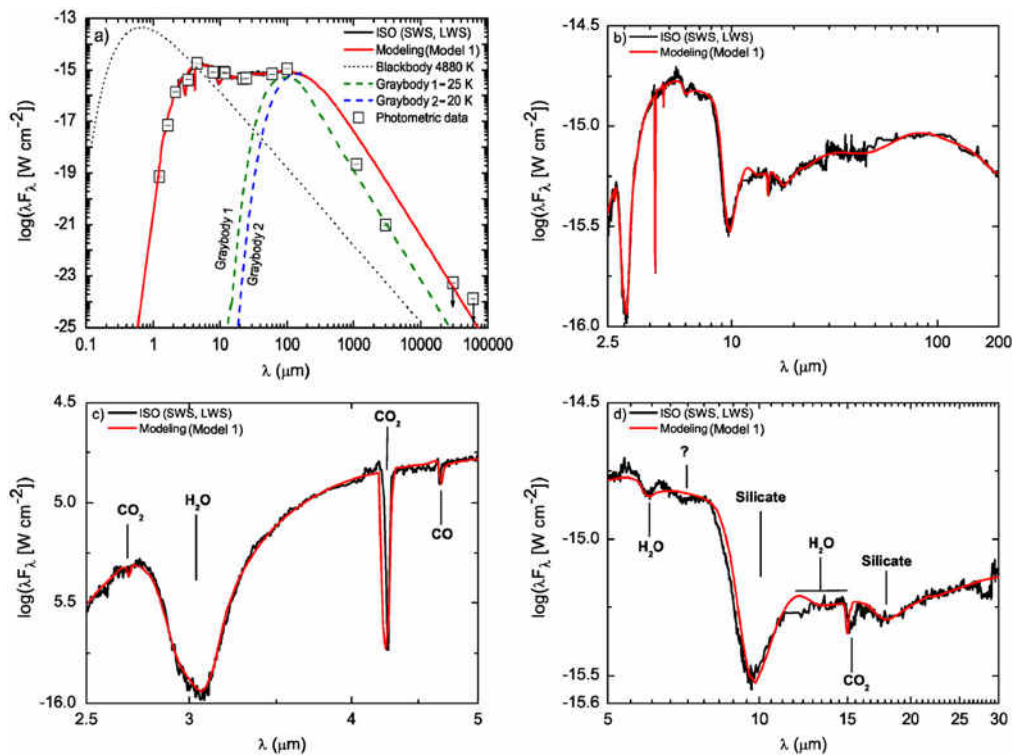 a)
ISO (SWS, LWS)
Modeling(Model 1)
Blackbody 4880 K
Graybody 1-25 K
Graybody 2-20 K
Photometric data
Graybody 1
Graybody 2
log(λFλ [W cm⁻²])
-13
-15
-17
-19
-21
-23
-25
0.1 1 10 100 1000 10000 100000
λ (μm)
b)
ISO (SWS, LWS)
Modeling (Model 1)
log(λFλ [W cm⁻²])
-14.5
-15.0
-15.5
-16.0
2.5 10 100 200
λ (μm)
c)
ISO (SWS, LWS)
Modeling (Model 1)
CO₂
H₂O
CO₂
CO
log(λFλ [W cm⁻²])
4.5
5.0
5.5
-16.0
2.5 3 4 5
λ (μm)
d)
ISO (SWS, LWS)
Modeling (Model 1)
?
Silicate
H₂O
H₂O
Silicate
CO₂
log(λFλ [W cm⁻²])
-14.5
-15.0
-15.5
-15.6
5 10 15 20 25 30
λ (μm)